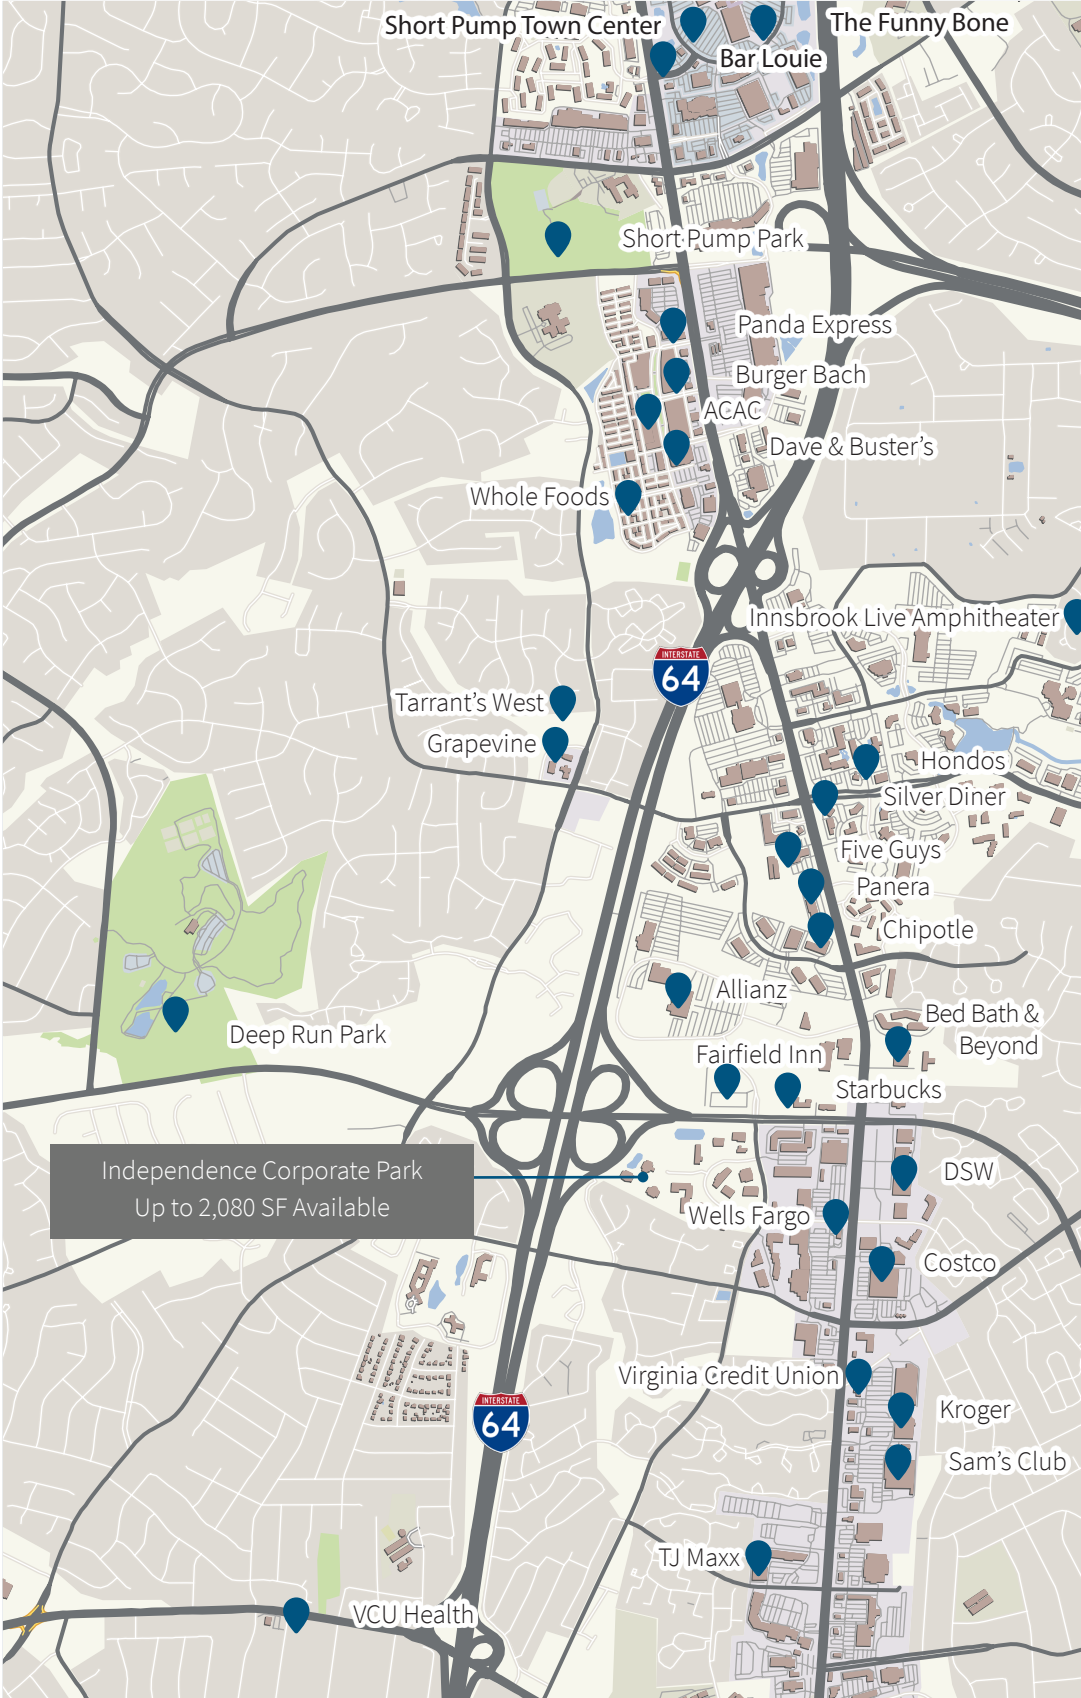 Short Pump Town Center
The Funny Bone
Bar Louie
Short Pump Park
Panda Express
Burger Bach
ACAC
Dave & Buster's
Whole Foods
Innsbrook Live Amphitheater
INTERSTATE
64
Tarrant's West
Grapevine
Hondos
Silver Diner
Five Guys
Panera
Chipotle
Allianz
Bed Bath &
Beyond
Deep Run Park
Fairfield Inn
Starbucks
Independence Corporate Park
Up to 2,080 SF Available
DSW
Wells Fargo
Costco
Virginia Credit Union
INTERSTATE
64
Kroger
Sam's Club
TJ Maxx
VCU Health